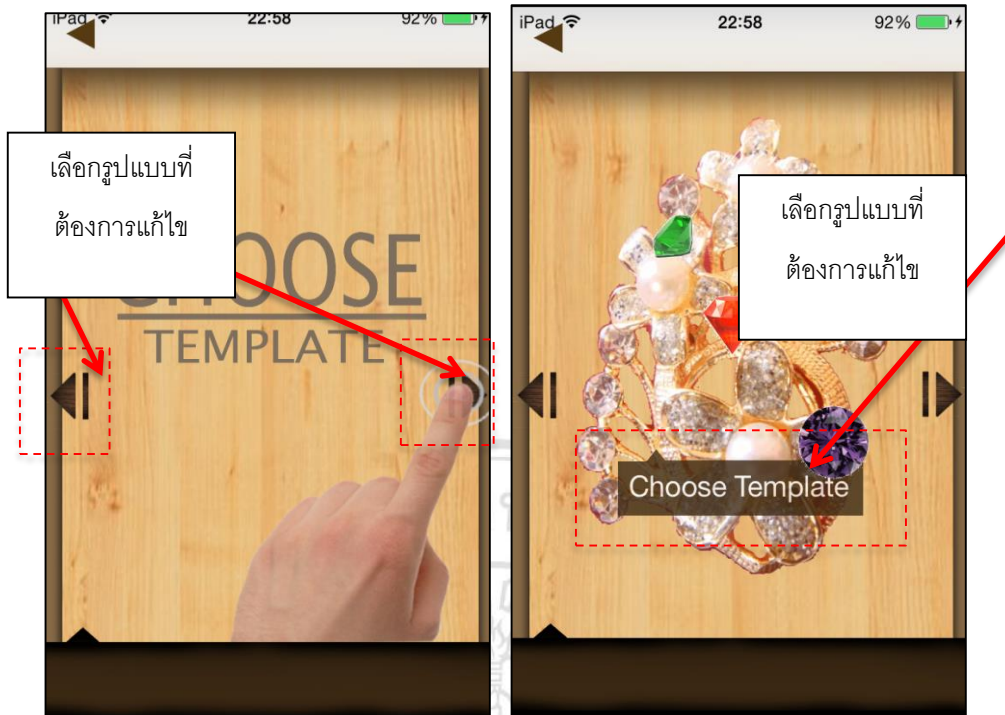 iPad 22:58 92%
เลือกรูปแบบที่
ต้องการแก้ไข
CHOOSE
TEMPLATE
iPad 22:58 92%
เลือกรูปแบบที่
ต้องการแก้ไข
Choose Template